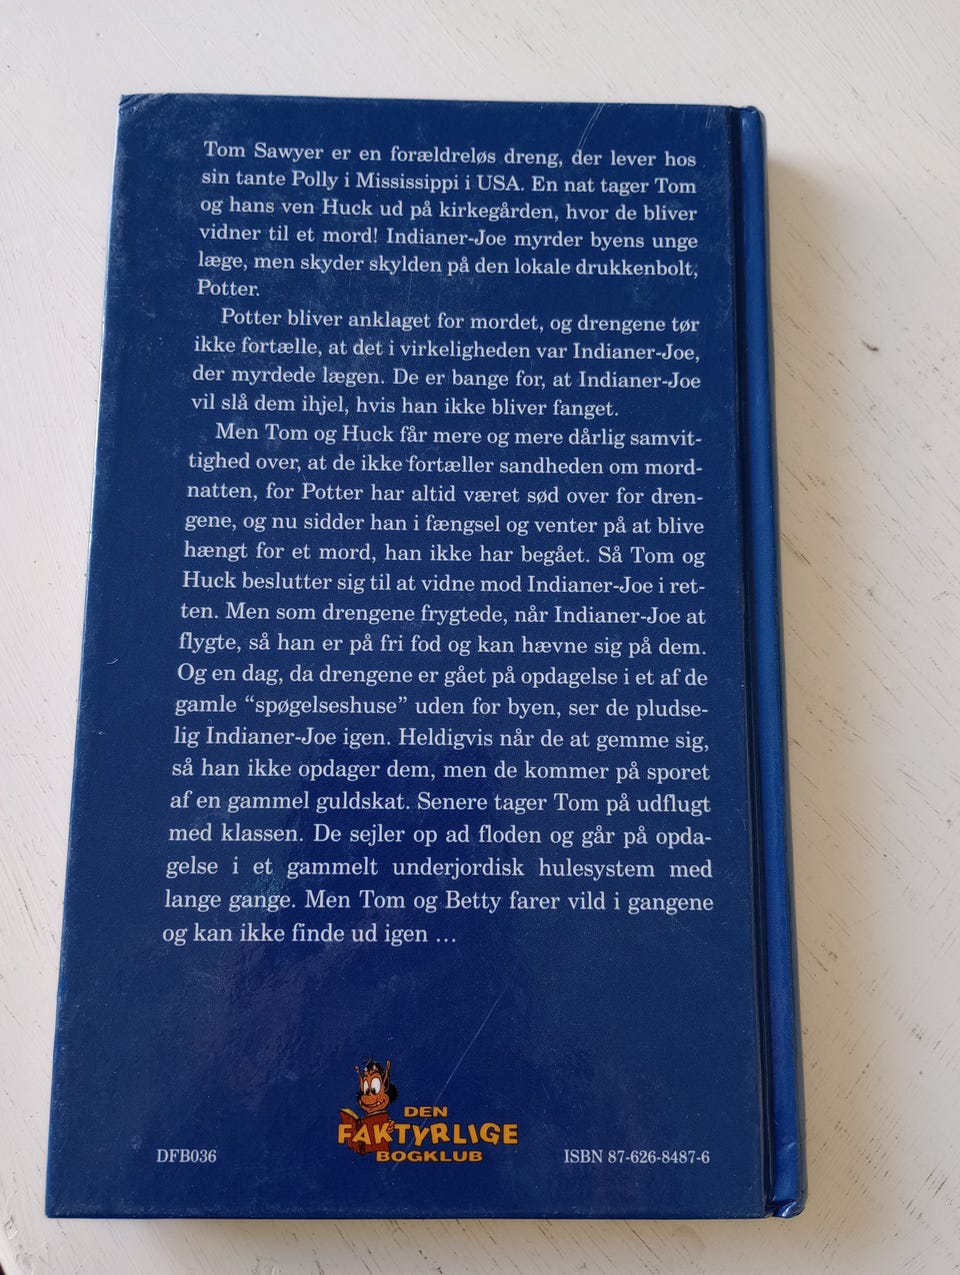 Tom Sawyer er en forældreløs dreng, der lever hos
sin tante Polly i Mississippi i USA. En nat tager Tom
og hans ven Huck ud på kirkegården, hvor de bliver
vidner til et mord! Indianer-Joe myrder byens unge
læge, men skyder skylden på den lokale drukkenbolt,
Potter.
Potter bliver anklaget for mordet, og drengene tør
ikke fortælle, at det i virkeligheden var Indianer-Joe,
der myrdede lægen. De er bange for, at Indianer-Joe
vil slå dem ihjel, hvis han ikke bliver fanget.
Men Tom og Huck får mere og mere dårlig samvit-
tighed over, at de ikke fortæller sandheden om mord-
natten, for Potter har altid været sød over for dren-
gene, og nu sidder han i fængsel og venter på at blive
hængt for et mord, han ikke har begået. Så Tom og
Huck beslutter sig til at vidne mod Indianer-Joe i ret-
ten. Men som drengene frygtede, når Indianer-Joe at
flygte, så han er på fri fod og kan hævne sig på dem.
Og en dag, da drengene er gået på opdagelse i et af de
gamle “spøgelseshuse” uden for byen, ser de pludse-
lig Indianer-Joe igen. Heldigvis når de at gemme sig,
så han ikke opdager dem, men de kommer på sporet
af en gammel guldskat. Senere tager Tom på udflugt
med klassen. De sejler op ad floden og går på opda-
gelse i et gammelt underjordisk hulesystem med
lange gange. Men Tom og Betty farer vild i gangene
og kan ikke finde ud igen ...
DEN
FAKTYRLIGE
BOGKLUB
DFB036
ISBN 87-626-8487-6